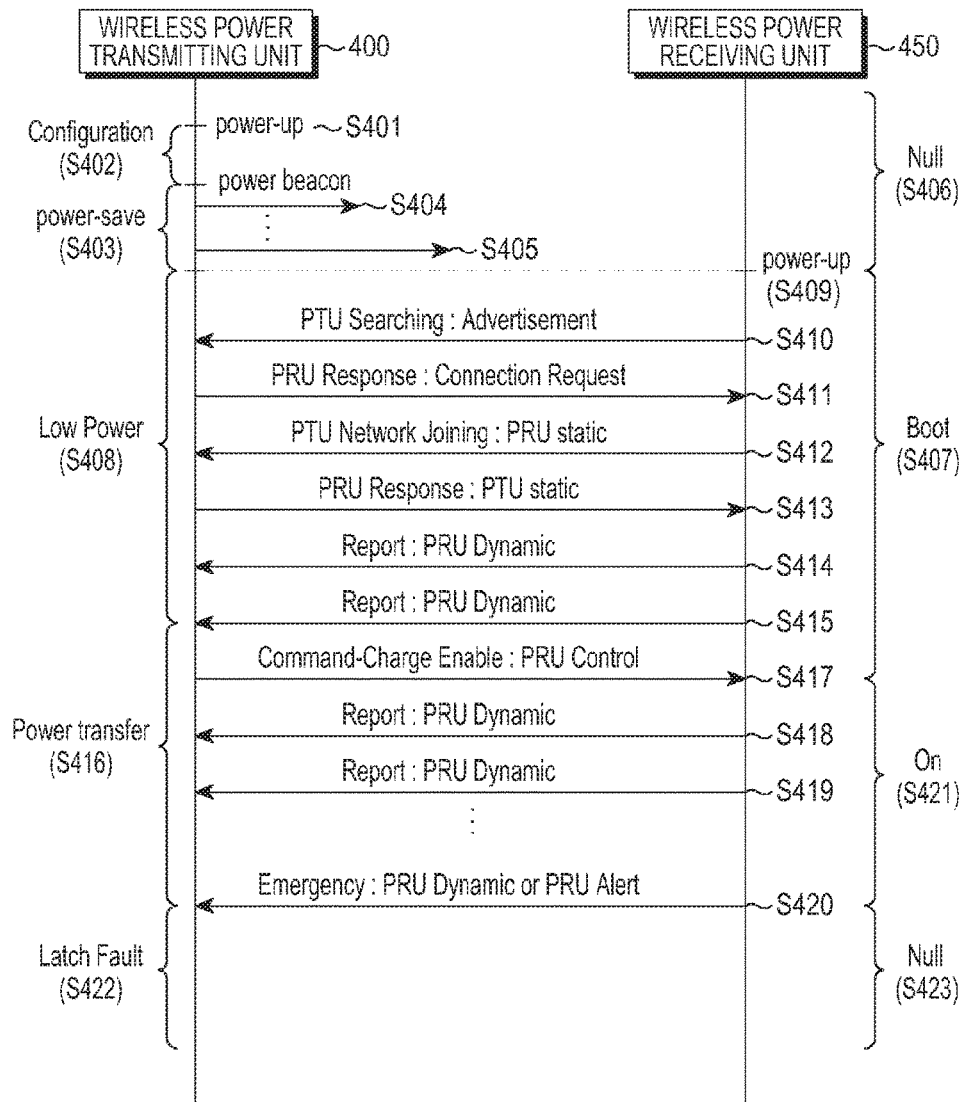 WIRELESS POWER
TRANSMITTING UNIT
400
WIRELESS POWER
RECEIVING UNIT
450
Configuration
(S402)
power-up
S401
Null
(S406)
power beacon
S404
power-save
(S403)
S405
power-up
(S409)
PTU Searching : Advertisement
S410
PRU Response : Connection Request
S411
Low Power
(S408)
PTU Network Joining : PRU static
S412
Boot
(S407)
PRU Response : PTU static
S413
Report : PRU Dynamic
S414
Report : PRU Dynamic
S415
Command-Charge Enable : PRU Control
S417
Power transfer
(S416)
Report : PRU Dynamic
S418
Report : PRU Dynamic
S419
On
(S421)
Emergency : PRU Dynamic or PRU Alert
S420
Latch Fault
(S422)
Null
(S423)